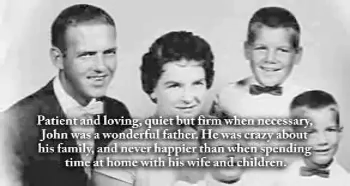 Patient and loving, quiet but firm when necessary,
John was a wonderful father. He was crazy about
his family, and never happier than when spending
time at home with his wife and children.